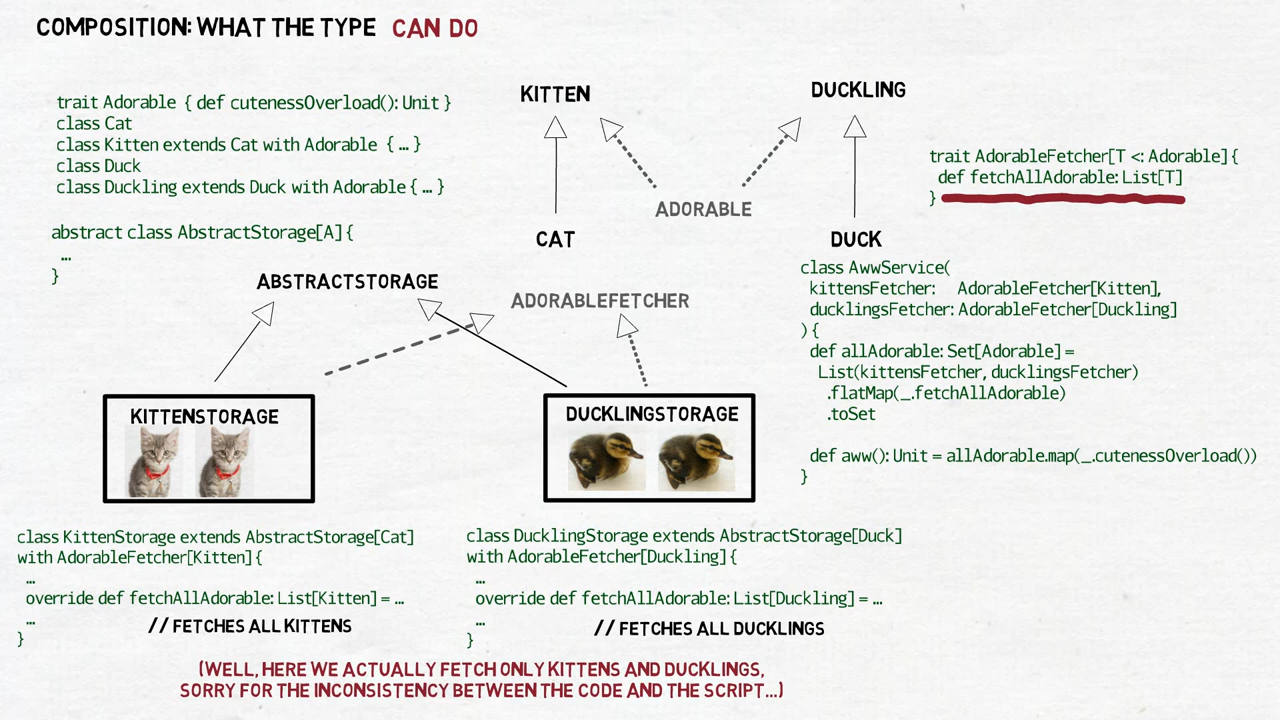 COMPOSITION: WHAT THE TYPE CAN DO
trait Adorable { def cutenessOverload(): Unit }
class Cat
class Kitten extends Cat with Adorable { ... }
class Duck
class Duckling extends Duck with Adorable { ... }
abstract class AbstractStorage[A] {
...
}
KITTEN
DUCKLING
ADORABLE
CAT
DUCK
trait AdorableFetcher[T <: Adorable] {
def fetchAllAdorable: List[T]
}
ABSTRACTSTORAGE
ADORABLEFETCHER
class AwwService(
kittensFetcher: AdorableFetcher[Kitten],
ducklingsFetcher: AdorableFetcher[Duckling]
) {
def allAdorable: Set[Adorable] =
List(kittensFetcher, ducklingsFetcher)
.flatMap(_.fetchAllAdorable)
.toSet
def aww(): Unit = allAdorable.map(_.cutenessOverload())
}
KITTENSTORAGE
DUCKLINGSTORAGE
class KittenStorage extends AbstractStorage[Cat]
with AdorableFetcher[Kitten] {
...
override def fetchAllAdorable: List[Kitten] = ...
...
// FETCHES ALL KITTENS
}
class DucklingStorage extends AbstractStorage[Duck]
with AdorableFetcher[Duckling] {
...
override def fetchAllAdorable: List[Duckling] = ...
...
// FETCHES ALL DUCKLINGS
}
(WELL, HERE WE ACTUALLY FETCH ONLY KITTENS AND DUCKLINGS,
SORRY FOR THE INCONSISTENCY BETWEEN THE CODE AND THE SCRIPT...)